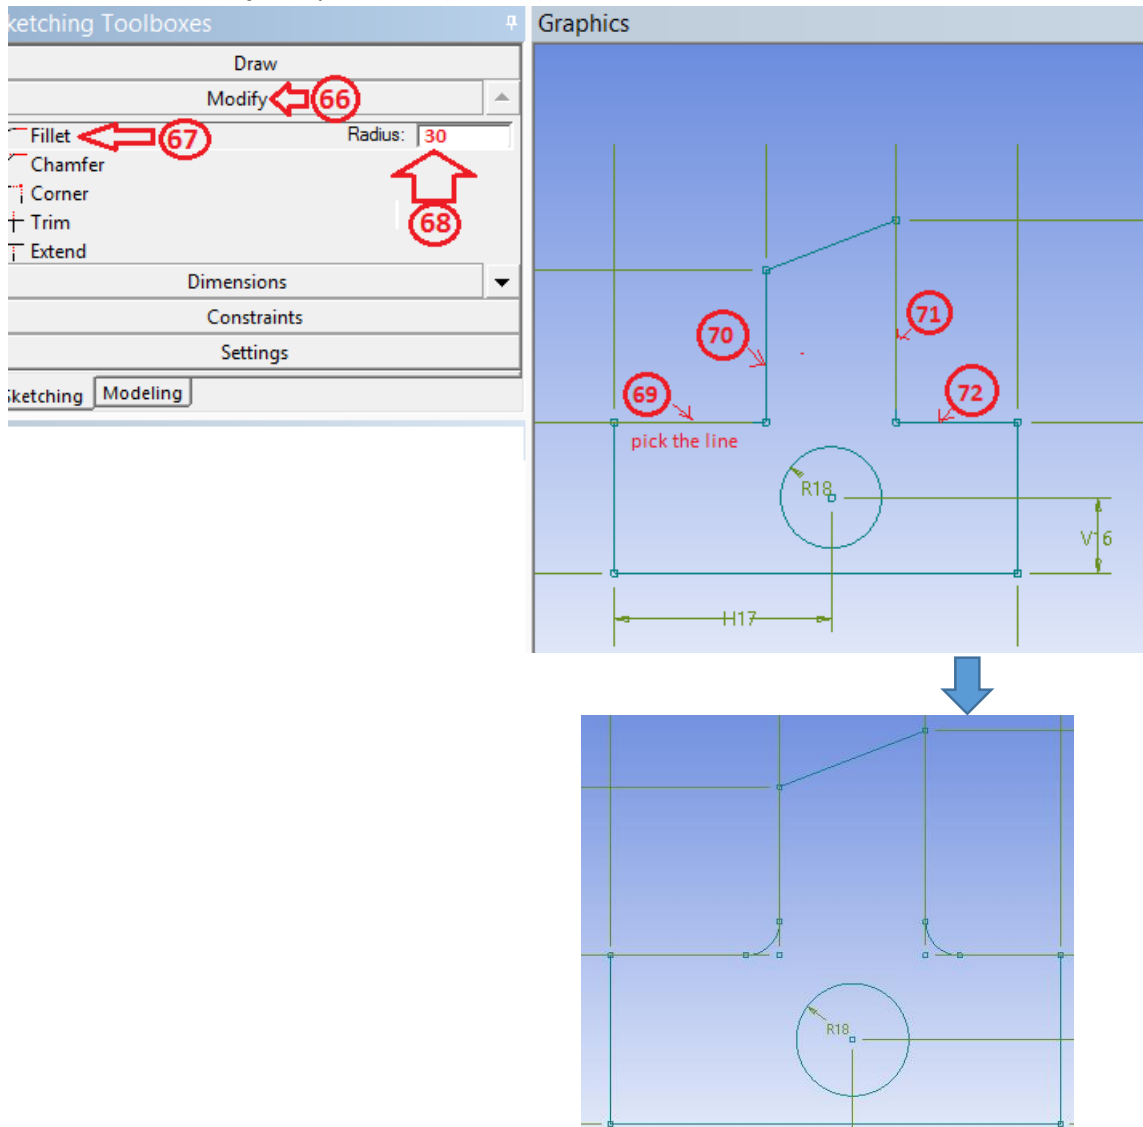 ketching Toolboxes
Graphics
Draw
Modify
66
Fillet
67
Radius:
30
Chamfer
Corner
68
Trim
Extend
Dimensions
Constraints
Settings
Sketching
Modeling
71
70
69
72
pick the line
R18
V16
H17
R18